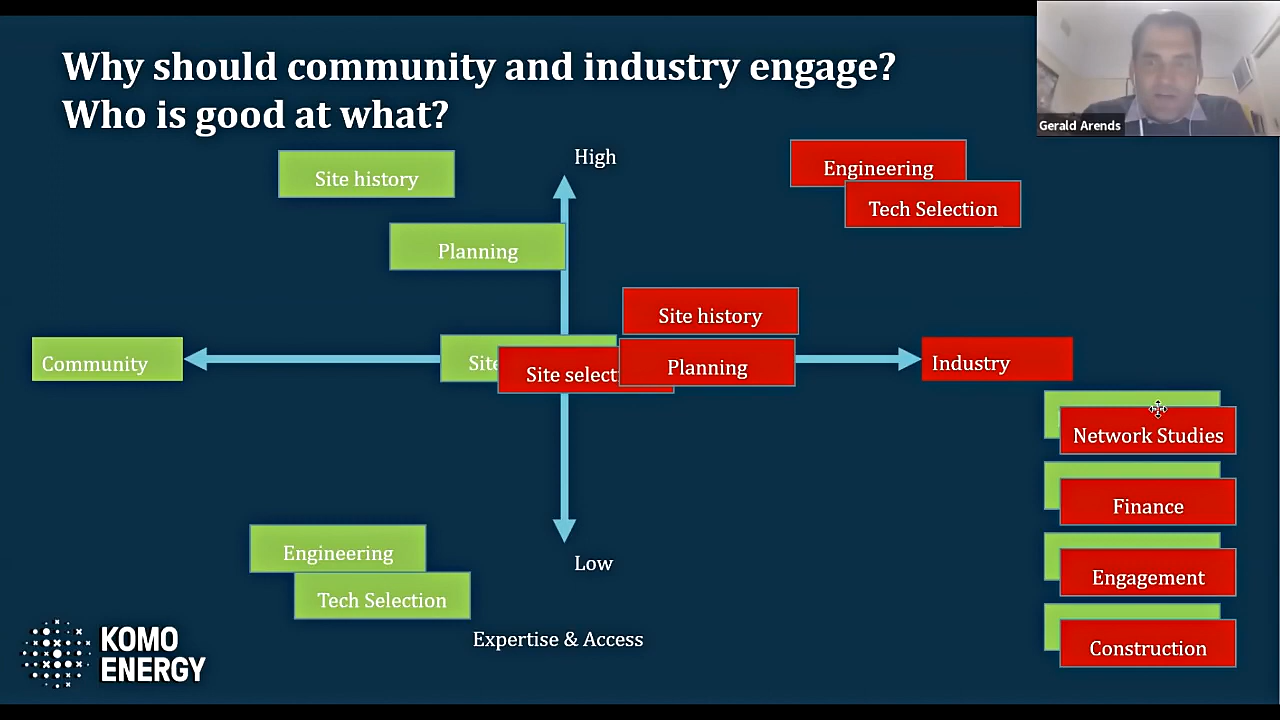 Why should community and industry engage?
Who is good at what?
Gerald Arends
High
Site history
Engineering
Tech Selection
Planning
Site history
Community
Site
Site select
Planning
Industry
Network Studies
Finance
Engagement
Construction
Engineering
Tech Selection
Low
Expertise & Access
KOMO
ENERGY